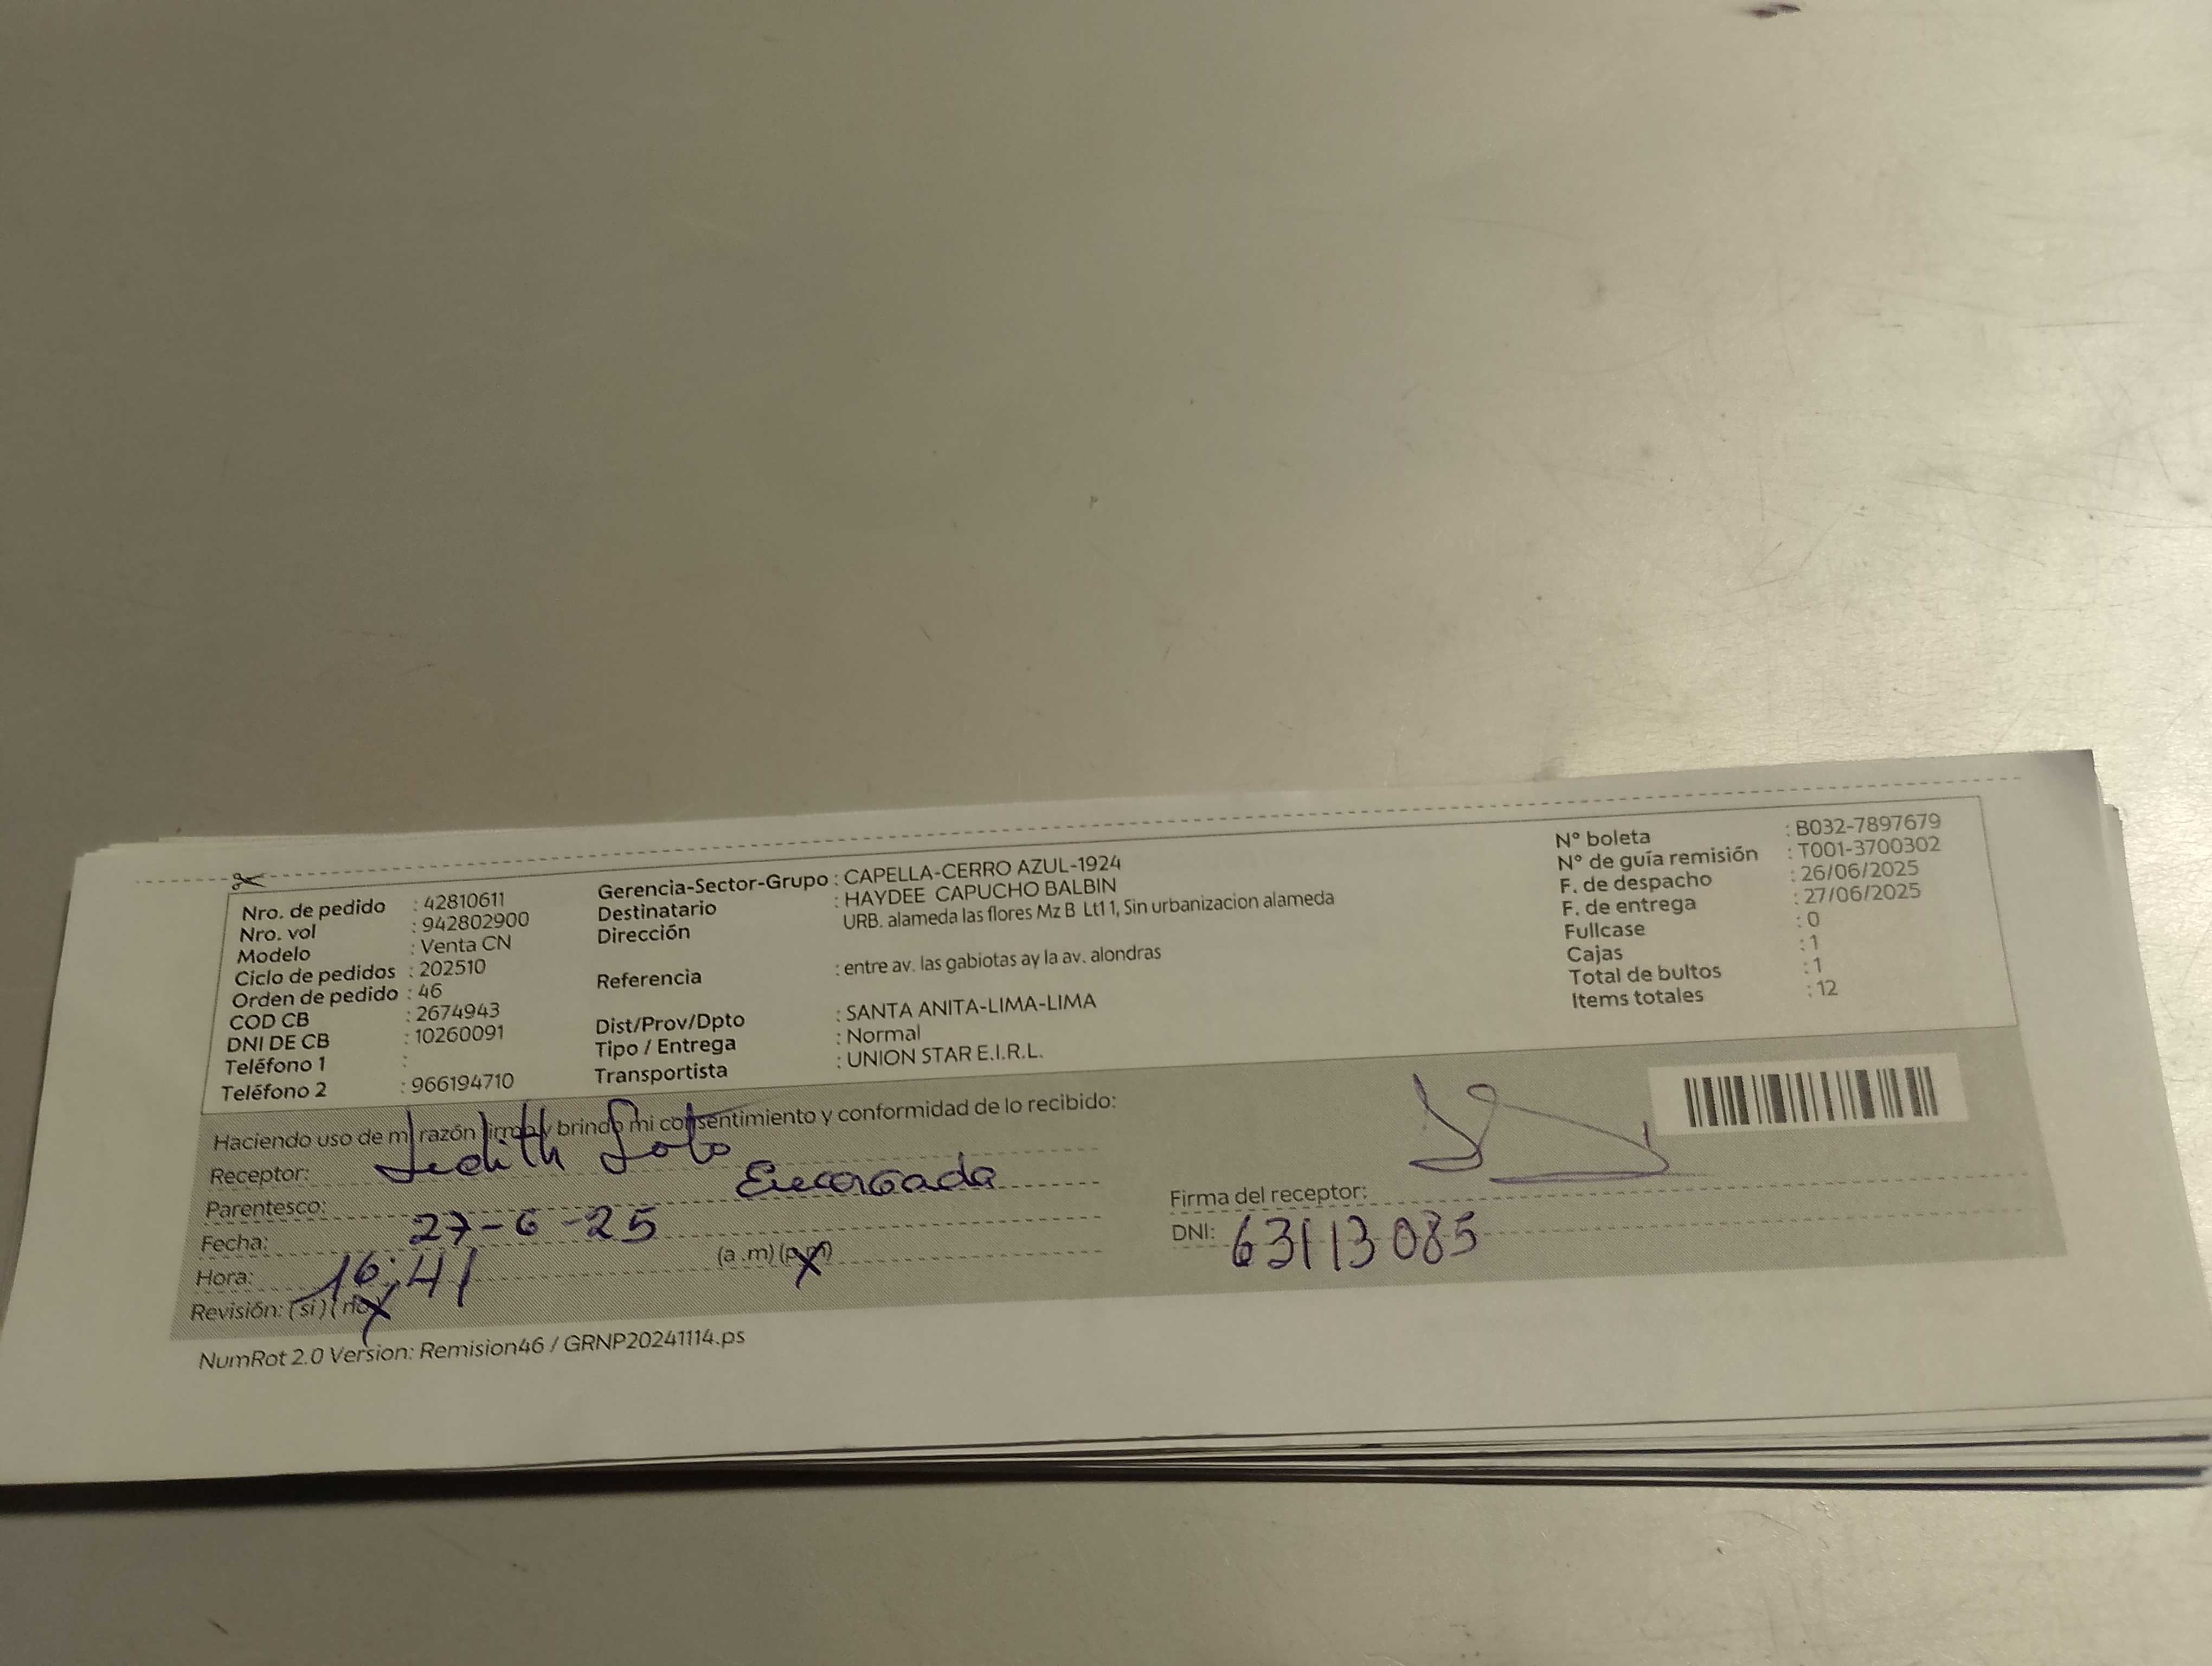 Nro. de pedido : 42810611
Nro. vol : 942802900
Modelo : Venta CN
Ciclo de pedidos : 202510
Orden de pedido : 46
COD CB : 2674943
DNI DE CB : 10260091
Teléfono 1 :
Teléfono 2 : 966194710
Gerencia-Sector-Grupo : CAPELLA-CERRO AZUL-1924
Destinatario : HAYDEE CAPUCHO BALBIN
Dirección URB. alameda las flores Mz B Lt1 1, Sin urbanizacion alameda
Referencia : entre av. las gabiotas ay la av. alondras
Dist/Prov/Dpto : SANTA ANITA-LIMA-LIMA
Tipo / Entrega : Normal
Transportista : UNION STAR E.I.R.L.
N° boleta : B032-7897679
N° de guía remisión : T001-3700302
F. de despacho : 26/06/2025
F. de entrega : 27/06/2025
Fullcase : 0
Cajas : 1
Total de bultos : 1
Items totales : 12
Haciendo uso de mi razón firmo y brindo mi consentimiento y conformidad de lo recibido:
Receptor: Judith Soto
Parentesco: Encargada
Fecha: 27-6-25
Hora: 16:41 (a .m) (p.m)
Revisión: (si) (no)
Firma del receptor:
DNI: 63113085
NumRot 2.0 Version: Remision46 / GRNP20241114.ps